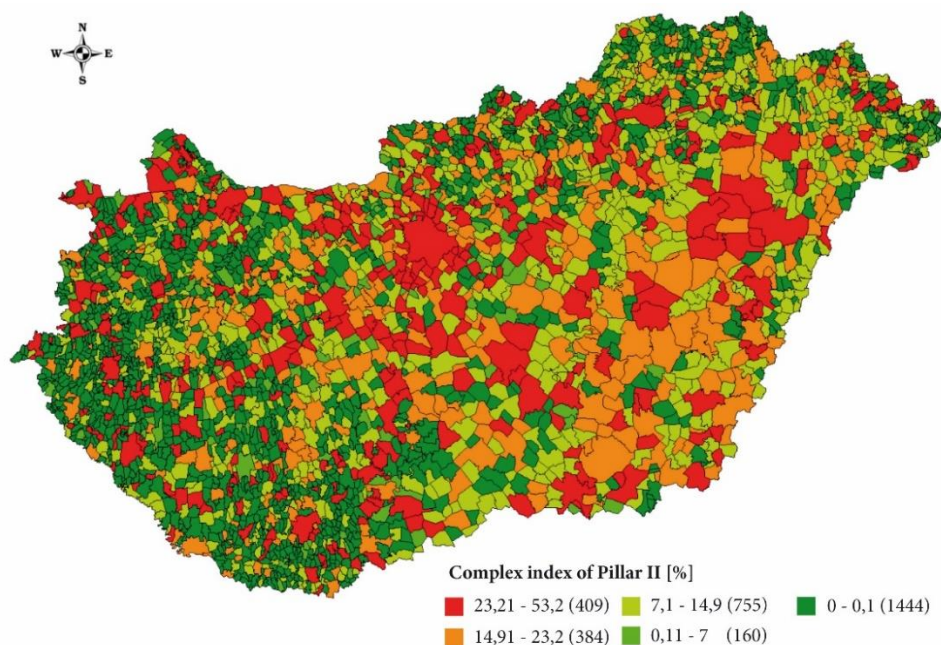 N
W E
S
Complex index of Pillar II [%]
23,21 - 53,2 (409) 7,1 - 14,9 (755) 0 - 0,1 (1444)
14,91 - 23,2 (384) 0,11 - 7 (160)